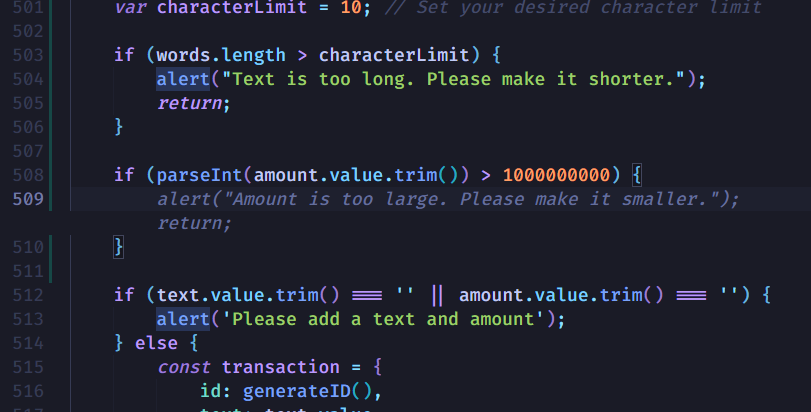 501 var characterLimit = 10; // Set your desired character limit
502
503 if (words.length > characterLimit) {
504 alert("Text is too long. Please make it shorter.");
505 return;
506 }
507
508 if (parseInt(amount.value.trim()) > 1000000000) {
509 alert("Amount is too large. Please make it smaller.");
return;
510 }
511
512 if (text.value.trim() === '' || amount.value.trim() === '') {
513 alert('Please add a text and amount');
514 } else {
515 const transaction = {
516 id: generateID(),